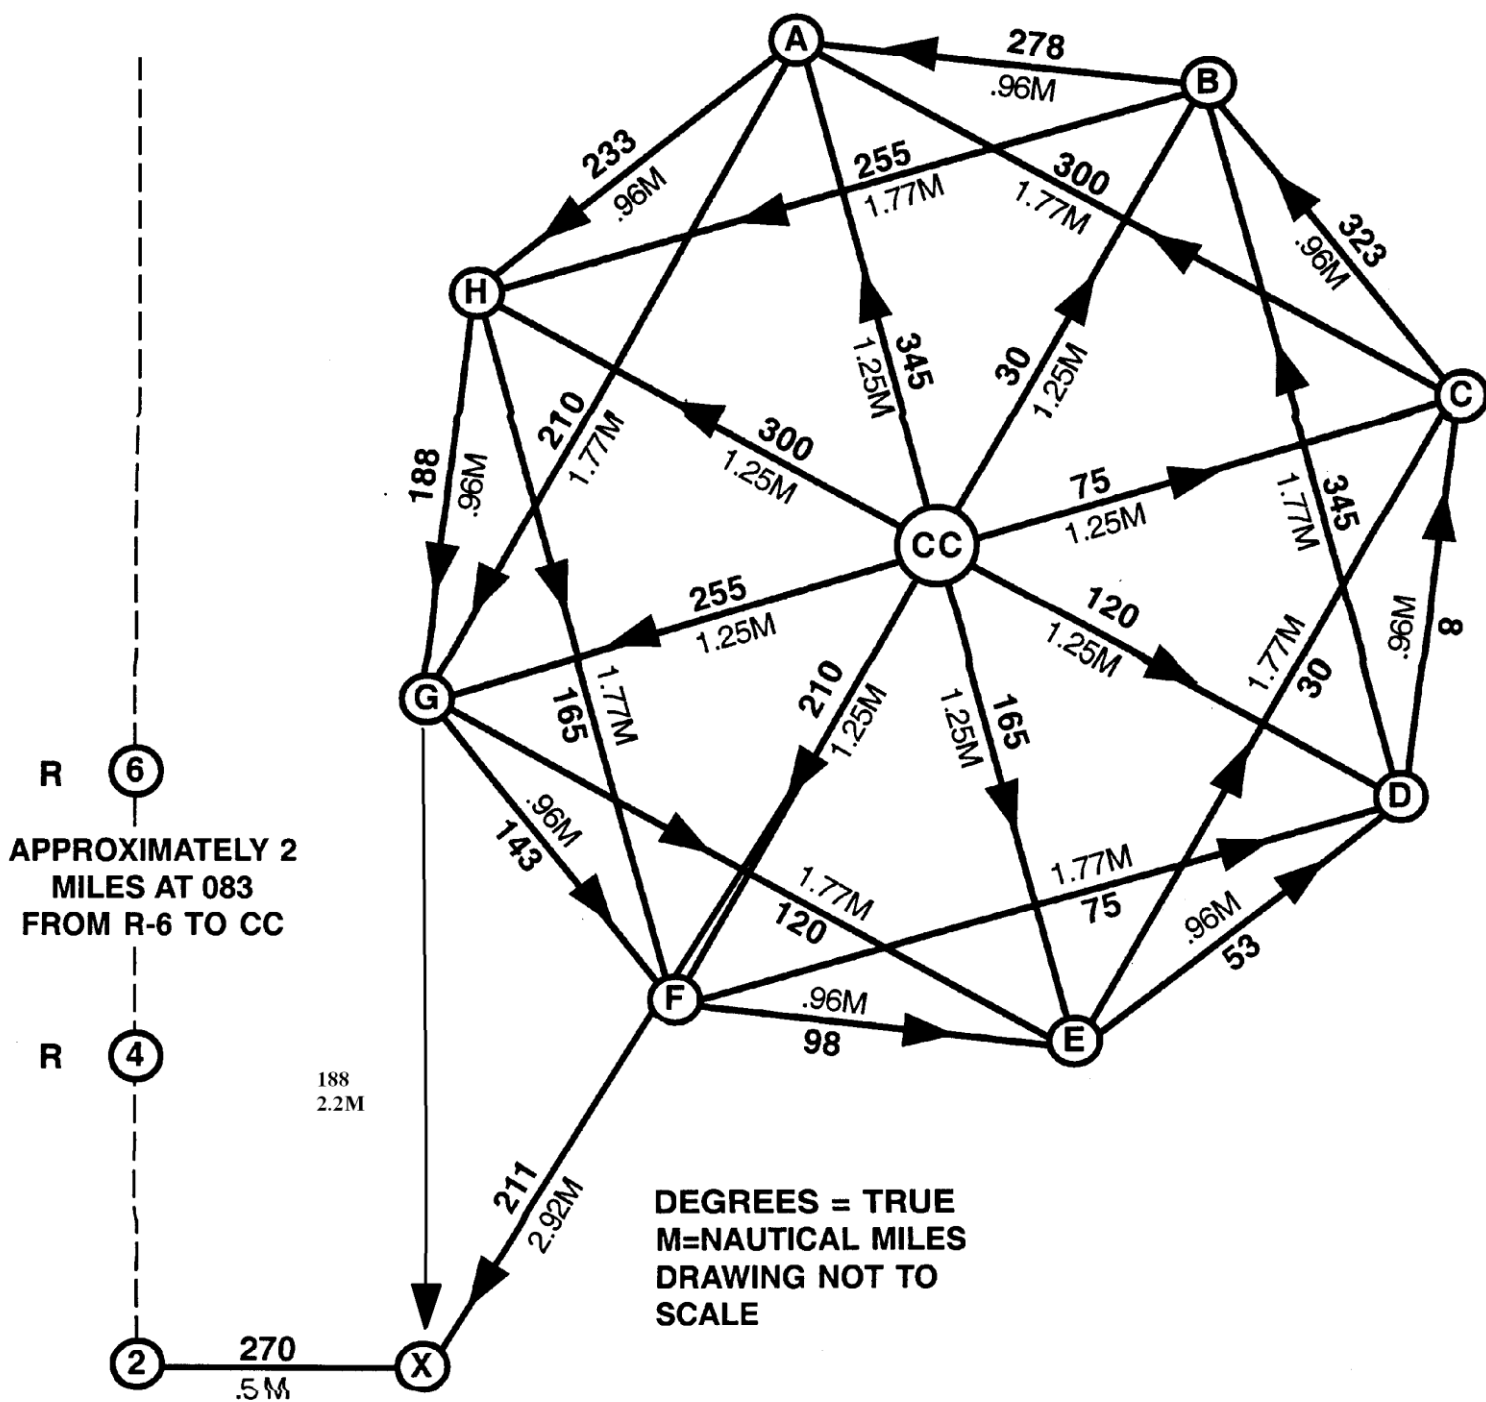 A
278
.96M
B
233
.96M
255
1.77M
300
1.77M
323
.96M
H
345
1.25M
30
1.25M
C
210
1.77M
188
.96M
300
1.25M
75
1.25M
345
1.77M
CC
255
1.25M
120
1.25M
.96M
8
1.77M
30
G
165
1.77M
210
1.25M
165
1.25M
R 6
D
.96M
143
APPROXIMATELY 2
MILES AT 083
FROM R-6 TO CC
1.77M
120
1.77M
75
.96M
53
F
.96M
98
E
R 4
188
2.2M
211
2.92M
DEGREES = TRUE
M=NAUTICAL MILES
DRAWING NOT TO
SCALE
2
270
.5M
X